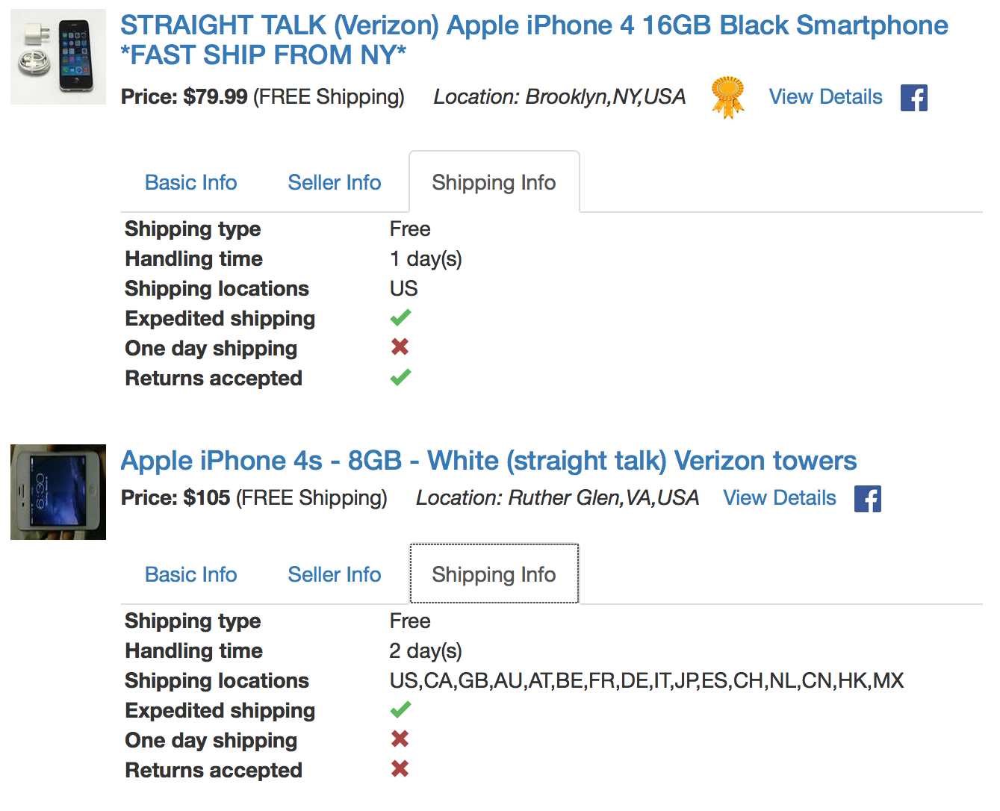 STRAIGHT TALK (Verizon) Apple iPhone 4 16GB Black Smartphone
*FAST SHIP FROM NY*
Price: $79.99 (FREE Shipping) Location: Brooklyn,NY,USA View Details
Basic Info Seller Info Shipping Info
Shipping type Free
Handling time 1 day(s)
Shipping locations US
Expedited shipping
One day shipping
Returns accepted
Apple iPhone 4s - 8GB - White (straight talk) Verizon towers
Price: $105 (FREE Shipping) Location: Ruther Glen,VA,USA View Details
6:30
Basic Info Seller Info Shipping Info
Shipping type Free
Handling time 2 day(s)
Shipping locations US,CA,GB,AU,AT,BE,FR,DE,IT,JP,ES,CH,NL,CN,HK,MX
Expedited shipping
One day shipping
Returns accepted